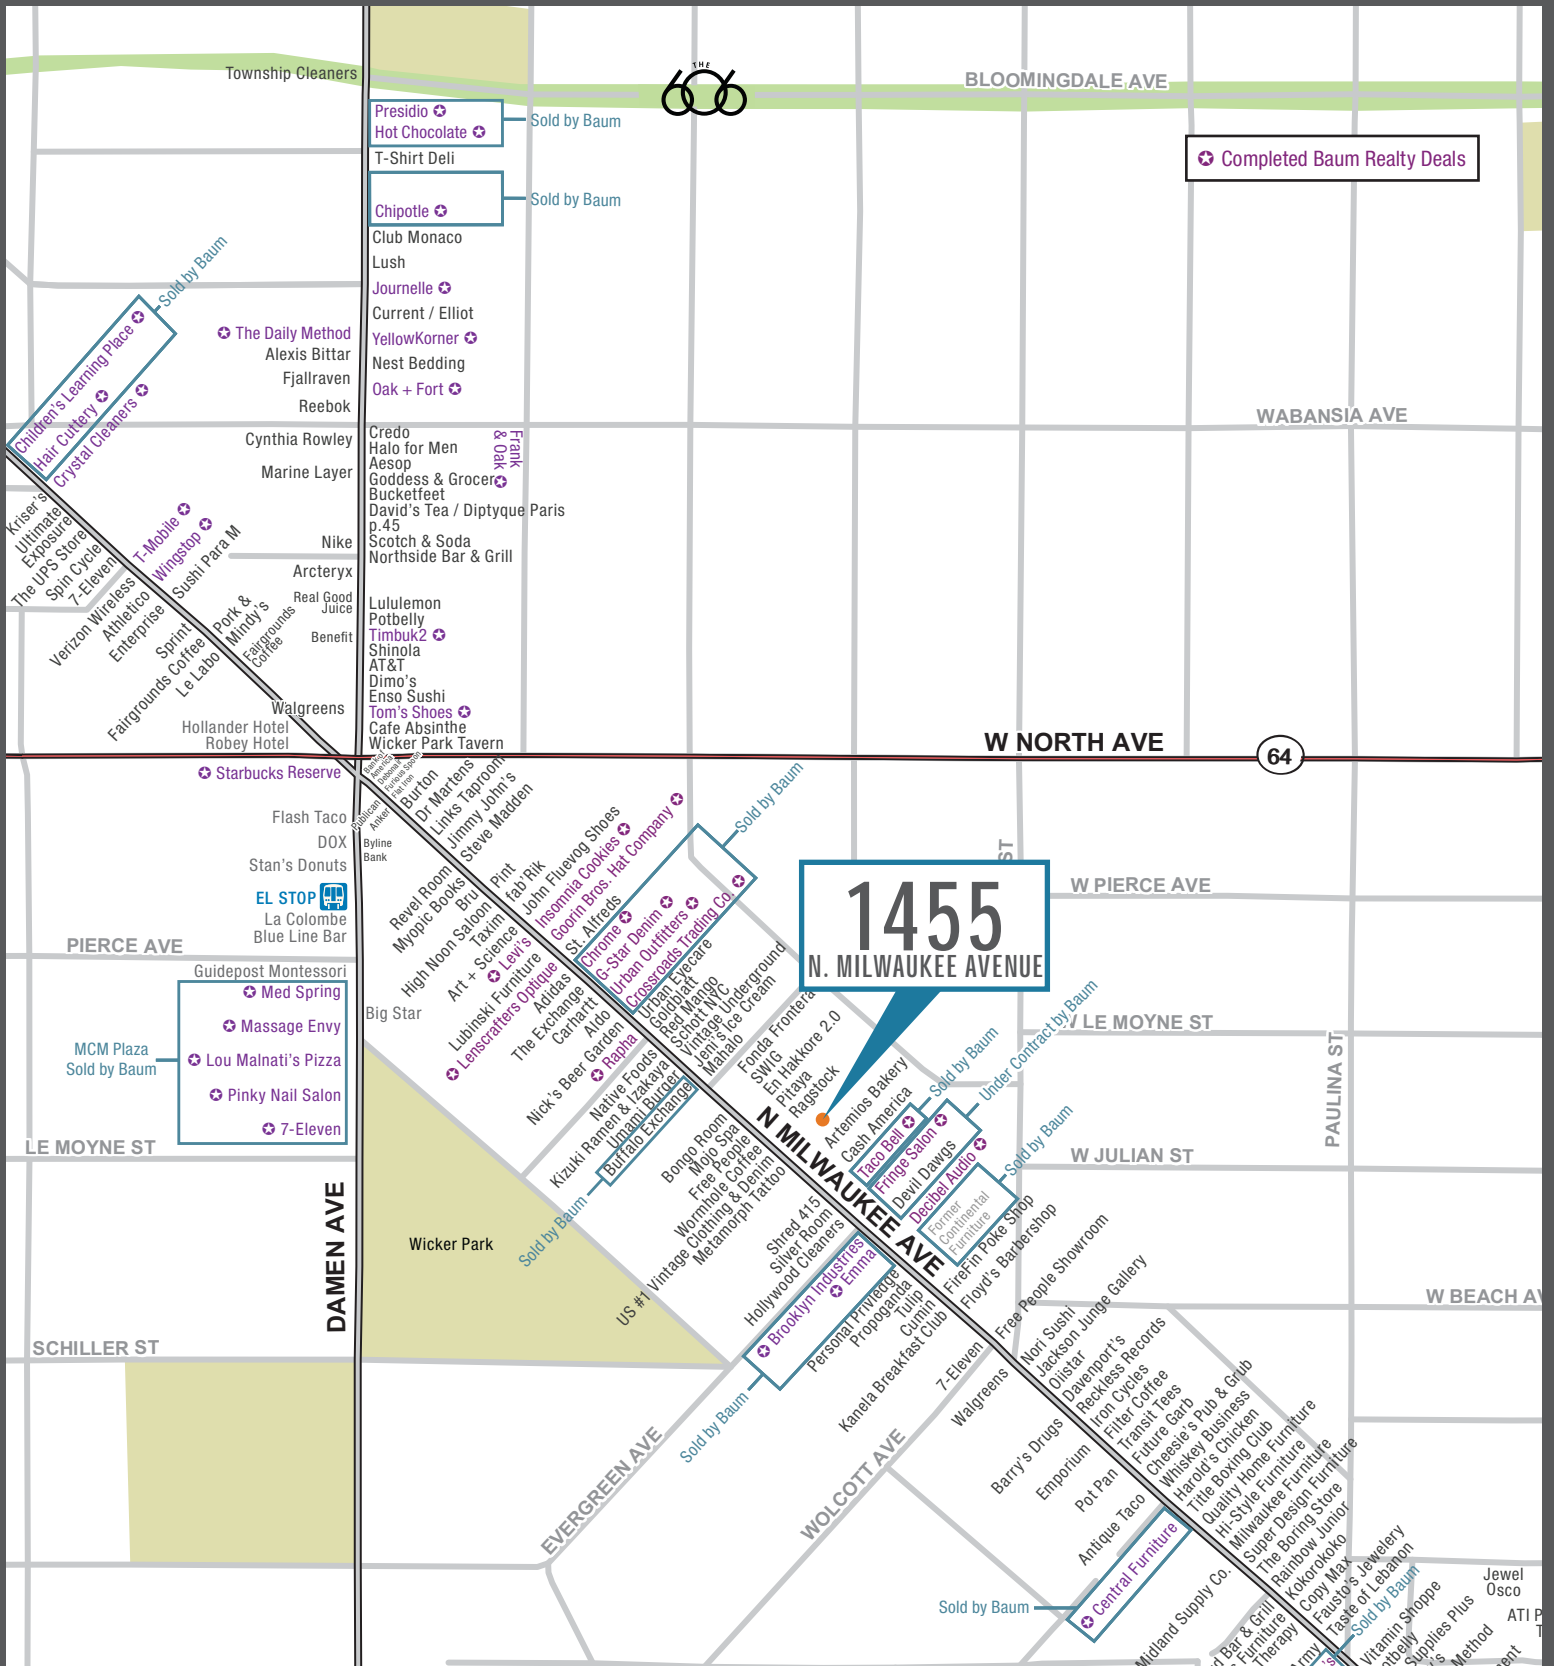 Township Cleaners
THE
606
BLOOMINGDALE AVE
Presidio
Hot Chocolate
Sold by Baum
T-Shirt Deli
Completed Baum Realty Deals
Chipotle
Sold by Baum
Club Monaco
Lush
Journelle
Current / Elliot
YellowKorner
Nest Bedding
Oak + Fort
Sold by Baum
Children's Learning Place
Hair Cuttery
Crystal Cleaners
The Daily Method
Alexis Bittar
Fjallraven
Reebok
Cynthia Rowley
Marine Layer
Nike
Arcteryx
Real Good
Juice
Benefit
Walgreens
Hollander Hotel
Robey Hotel
WABANSIA AVE
Credo
Halo for Men
Aesop
Goddess & Grocer
Bucketfeet
David's Tea / Diptyque Paris
p.45
Scotch & Soda
Northside Bar & Grill
Frank
& Oak
Lululemon
Potbelly
Timbuk2
Shinola
AT&T
Dimo's
Enso Sushi
Tom's Shoes
Cafe Absinthe
Wicker Park Tavern
Kriser's
Ultimate
Exposure
The UPS Store
Spin Cycle
7-Eleven
T-Mobile
Wingstop
Sushi Para M
Verizon Wireless
Athletico
Enterprise
Sprint
Fairgrounds Coffee
Le Labo
Pork &
Mindy's
Fairgrounds
Coffee
W NORTH AVE
64
Starbucks Reserve
Flash Taco
DOX
Stan's Donuts
EL STOP
La Colombe
Blue Line Bar
PIERCE AVE
Guidepost Montessori
Med Spring
Massage Envy
Lou Malnati's Pizza
Pinky Nail Salon
7-Eleven
MCM Plaza
Sold by Baum
LE MOYNE ST
DAMEN AVE
SCHILLER ST
Bank of
America
Debonair
Furious Spoon
Flat Iron
Publican
Anker
Byline
Bank
Big Star
Burton
Dr Martens
Links Taproom
Jimmy John's
Steve Madden
Revel Room
Myopic Books
Bru
High Noon Saloon
Pint
Taxim
fab'Rik
Art + Science
John Fluevog Shoes
Levi's
Insomnia Cookies
Goorin Bros. Hat Company
Lubinski Furniture
St. Alfreds
Lenscrafters Optique
Adidas
The Exchange
Carhartt
Aldo
Nick's Beer Garden
Rapha
Sold by Baum
Chrome
G-Star Denim
Urban Outfitters
Crossroads Trading Co.
Urban Eyecare
Goldblatt
Red Mango
Schott NYC
Vintage Underground
Jeni's Ice Cream
Mahalo
Native Foods
Kizuki Ramen & Izakaya
Umami Burger
Buffalo Exchange
Sold by Baum
Fonda Frontera
SWIG
En Hakkore 2.0
Pitaya
Ragstock
1455
N. MILWAUKEE AVENUE
ST
W PIERCE AVE
W LE MOYNE ST
PAULINA ST
W JULIAN ST
W BEACH AV
Artemios Bakery
Cash America
Sold by Baum
Taco Bell
Fringe Salon
Devil Dawgs
Under Contract by Baum
Decibel Audio
Former
Continental
Furniture
Sold by Baum
N MILWAUKEE AVE
Wicker Park
Bongo Room
Mojo Spa
Free People
Wormhole Coffee
US #1 Vintage Clothing & Denim
Metamorph Tattoo
Shred 415
Silver Room
Hollywood Cleaners
Brooklyn Industries
Emma
Sold by Baum
Personal Privledge
Propoganda
Tulip
Cumin
Kanela Breakfast Club
FireFin Poke Shop
Floyd's Barbershop
7-Eleven
Free People Showroom
Walgreens
Nori Sushi
Jackson Junge Gallery
Oiistar
Davenport's
Reckless Records
Iron Cycles
Filter Coffee
Transit Tees
Future Garb
Cheesie's Pub & Grub
Whiskey Business
Harold's Chicken
Title Boxing Club
Quality Home Furniture
Hi-Style Furniture
Milwaukee Furniture
Super Design Furniture
The Boring Store
Rainbow Junior
Kokorokoko
Copy Max
Fausto's Jewelery
Taste of Lebanon
Barry's Drugs
Emporium
Pot Pan
Antique Taco
Central Furniture
Sold by Baum
EVERGREEN AVE
WOLCOTT AVE
Midland Supply Co.
d Bar & Grill
Furniture
Therapy
Army
Sold by Baum
Vitamin Shoppe
otbelly
Supplies Plus
Method
Jewel
Osco
ATI P